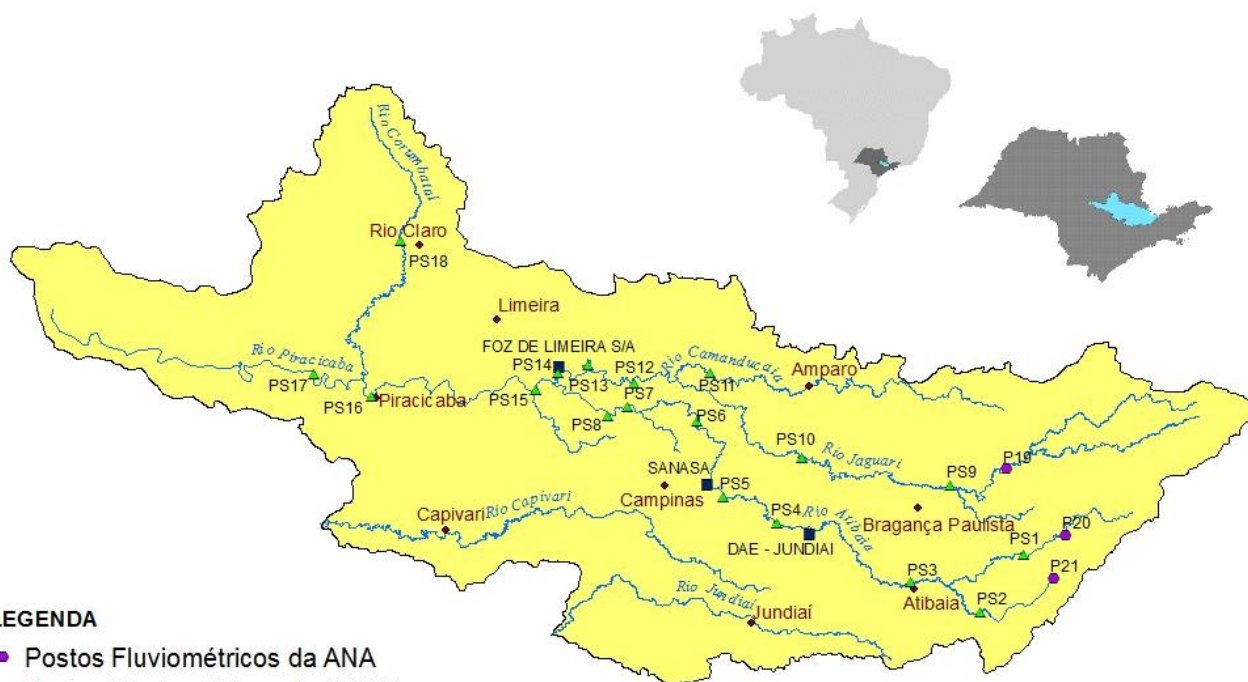 Rio Corumbataí
Rio Claro
PS18
Limeira
FOZ DE LIMEIRA S/A
Rio Piracicaba
PS17
PS16
Piracicaba
PS14
PS13
PS12
PS15
PS7
PS8
Rio Camanducaia
PS11
Amparo
PS6
PS10
Rio Jaguari
PS9
P19
SANASA
Campinas
PS5
PS4
Rio Atibaia
DAE - JUNDIAI
Bragança Paulista
P20
PS1
P21
PS3
Atibaia
PS2
Capivari
Rio Capivari
Rio Jundiaí
Jundiaí
LEGENDA
Postos Fluviométricos da ANA